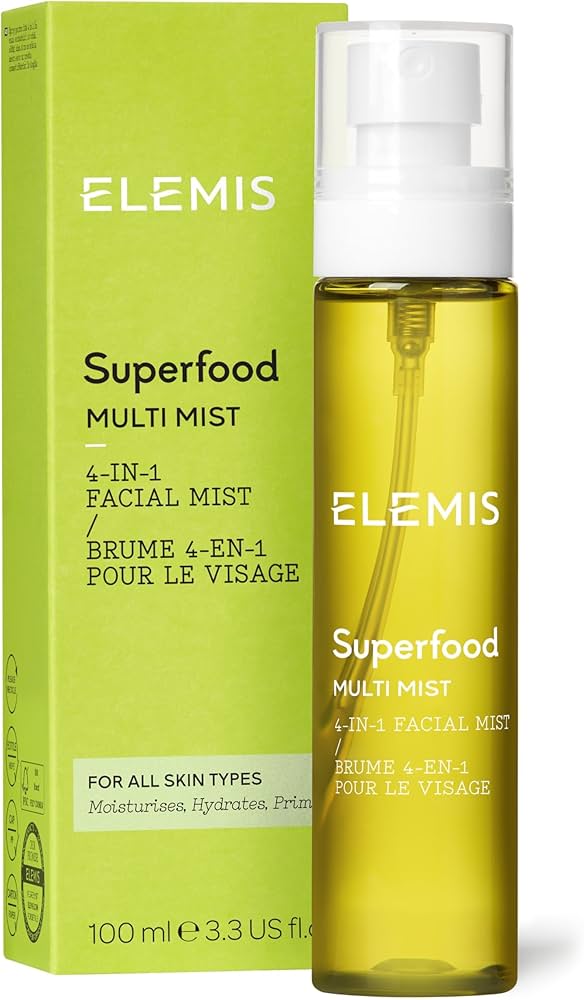 ELEMIS
Superfood
MULTI MIST
4-IN-1
FACIAL MIST
/
BRUME 4-EN-1
POUR LE VISAGE
FOR ALL SKIN TYPES
Moisturises, Hydrates, Prim
100 ml e 3.3 US fl.
ELEMIS
ELEMIS
Superfood
MULTI MIST
4-IN-1 FACIAL MIST
/
BRUME 4-EN-1
POUR LE VISAGE